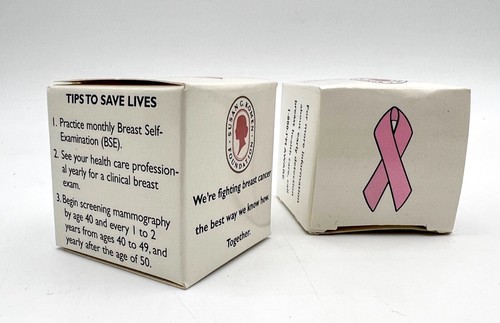 TIPS TO SAVE LIVES
1. Practice monthly Breast Self-
Examination (BSE).
2. See your health care profession-
al yearly for a clinical breast
exam.
3. Begin screening mammography
by age 40 and every 1 to 2
years from ages 40 to 49, and
yearly after the age of 50.
SUSAN G. KOMEN FOUNDATION
We're fighting breast cancer
the best way we know how.
Together.
For more information